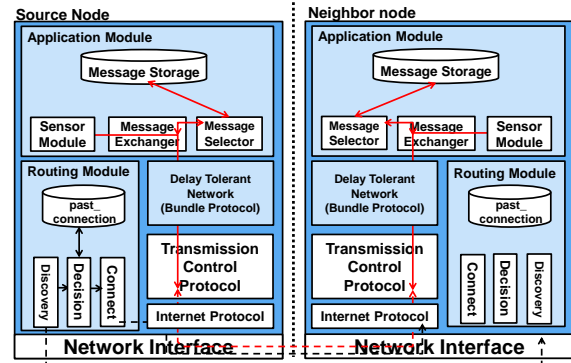 Source Node
Application Module
Message Storage
Sensor
Module
Message
Exchanger
Message
Selector
Routing Module
past_
connection
Discovery
Decision
Connect
Delay Tolerant
Network
(Bundle Protocol)
Transmission
Control
Protocol
Internet Protocol
Network Interface
Neighbor node
Application Module
Message Storage
Message
Selector
Message
Exchanger
Sensor
Module
Delay Tolerant
Network
(Bundle Protocol)
Routing Module
past_
connection
Connect
Decision
Discovery
Transmission
Control
Protocol
Internet Protocol
Network Interface